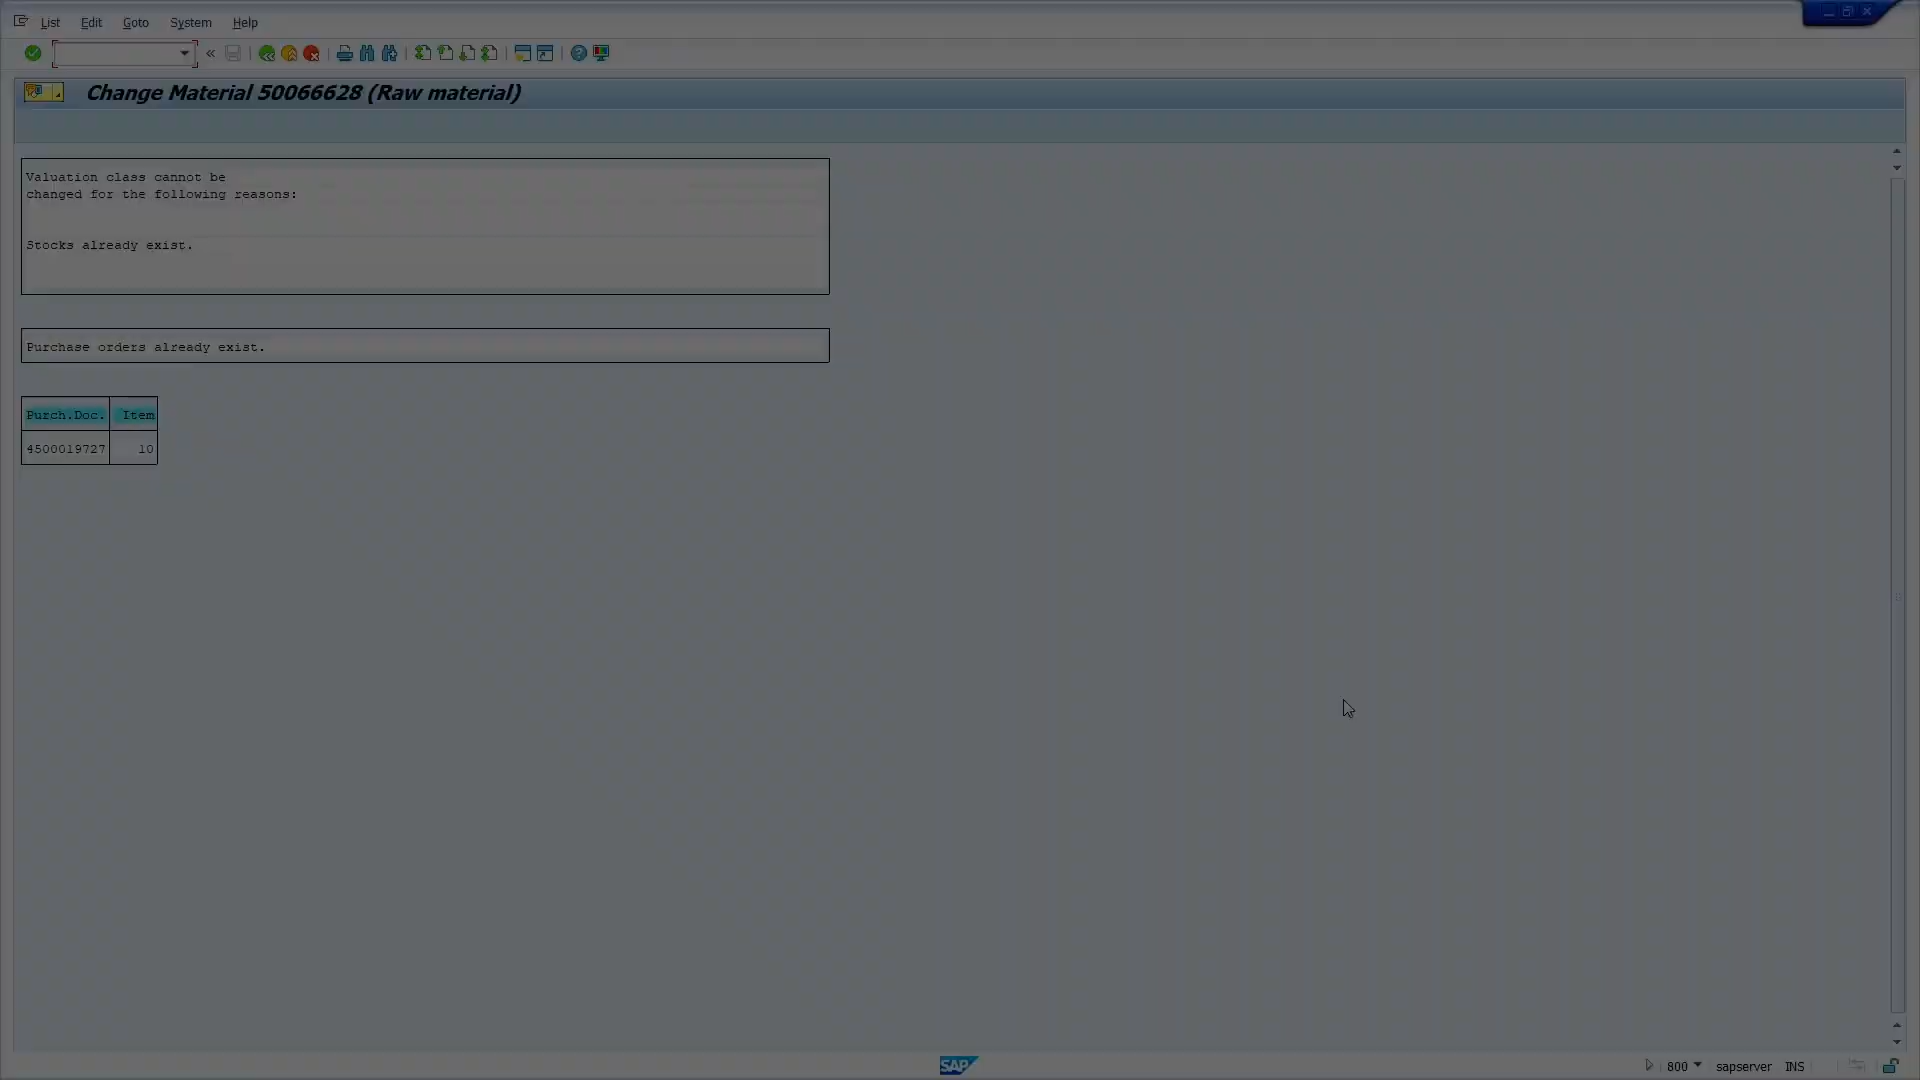 List Edit Goto System Help
Change Material 50066628 (Raw material)
Valuation class cannot be
changed for the following reasons:
Stocks already exist.
Purchase orders already exist.
Purch.Doc. Item
4500019727 10
SAP 800 sapserver INS